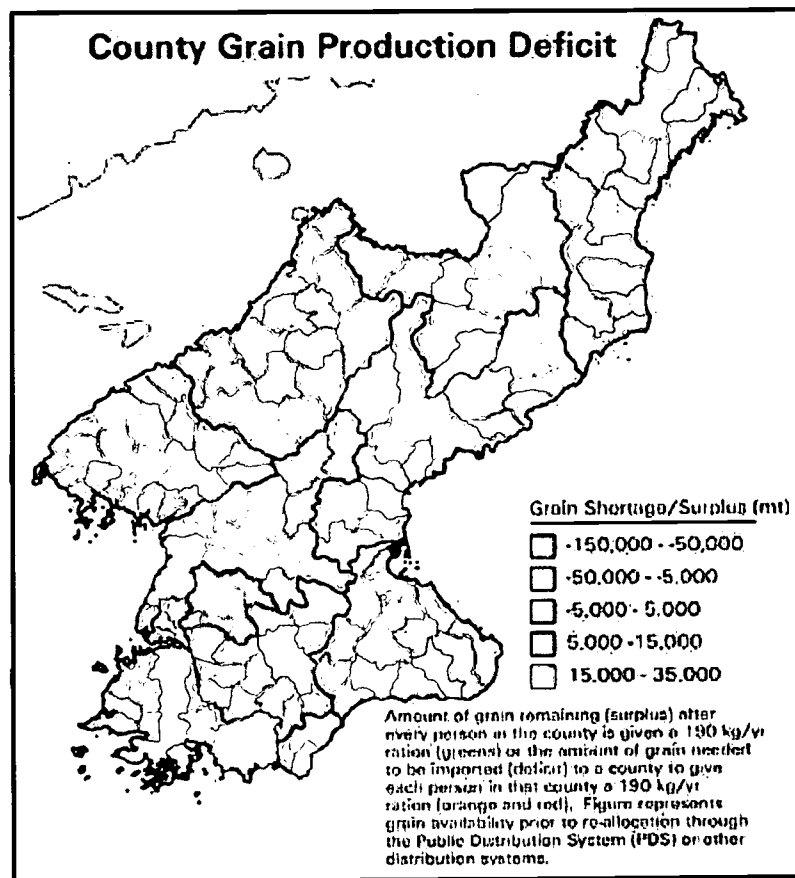 County Grain Production Deficit
Grain Shortage/Surplus (mt)
-150,000 - -50,000
-50,000 - -5,000
-5,000 - 5,000
5,000 -15,000
15,000 - 35,000
Amount of grain remaining (surplus) after
every person in the county is given a 190 kg/yr
ration (greens) or the amount of grain needed
to be imported (deficit) to a county to give
each person in that county a 190 kg/yr
ration (orange and red). Figure represents
grain availability prior to re-allocation through
the Public Distribution System (PDS) or other
distribution systems.